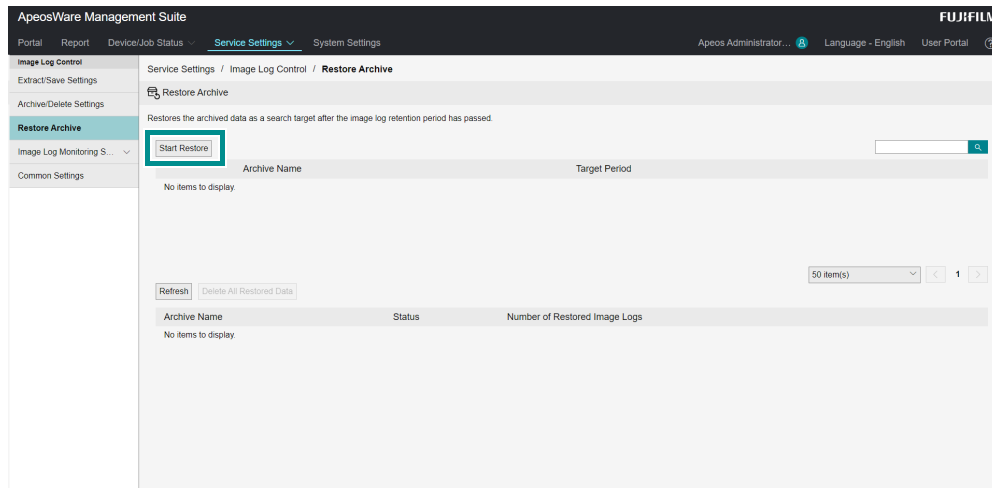 ApeosWare Management Suite
FUJIFILM
Portal Report Device/Job Status Service Settings System Settings Apeos Administrator... Language - English User Portal
Image Log Control
Extract/Save Settings
Archive/Delete Settings
Restore Archive
Image Log Monitoring S...
Common Settings
Service Settings / Image Log Control / Restore Archive
Restore Archive
Restores the archived data as a search target after the image log retention period has passed.
Start Restore
Archive Name Target Period
No items to display.
50 item(s) < 1 >
Refresh Delete All Restored Data
Archive Name Status Number of Restored Image Logs
No items to display.